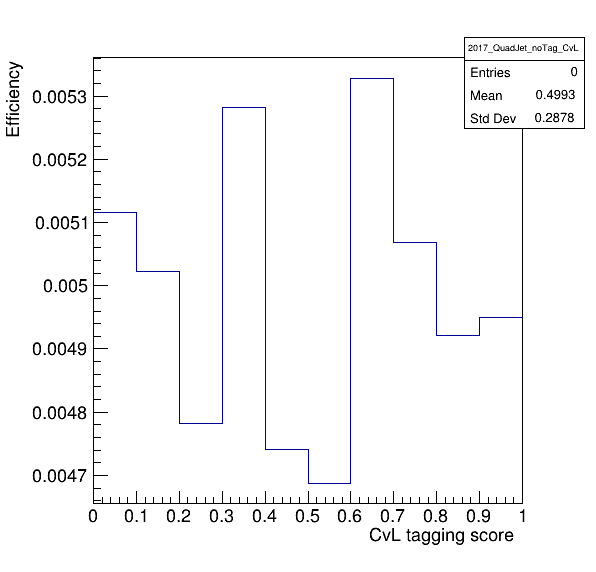 2017_QuadJet_noTag_CvL
Entries 0
Mean 0.4993
Std Dev 0.2878
Efficiency
0.0053
0.0052
0.0051
0.005
0.0049
0.0048
0.0047
0 0.1 0.2 0.3 0.4 0.5 0.6 0.7 0.8 0.9 1
CvL tagging score